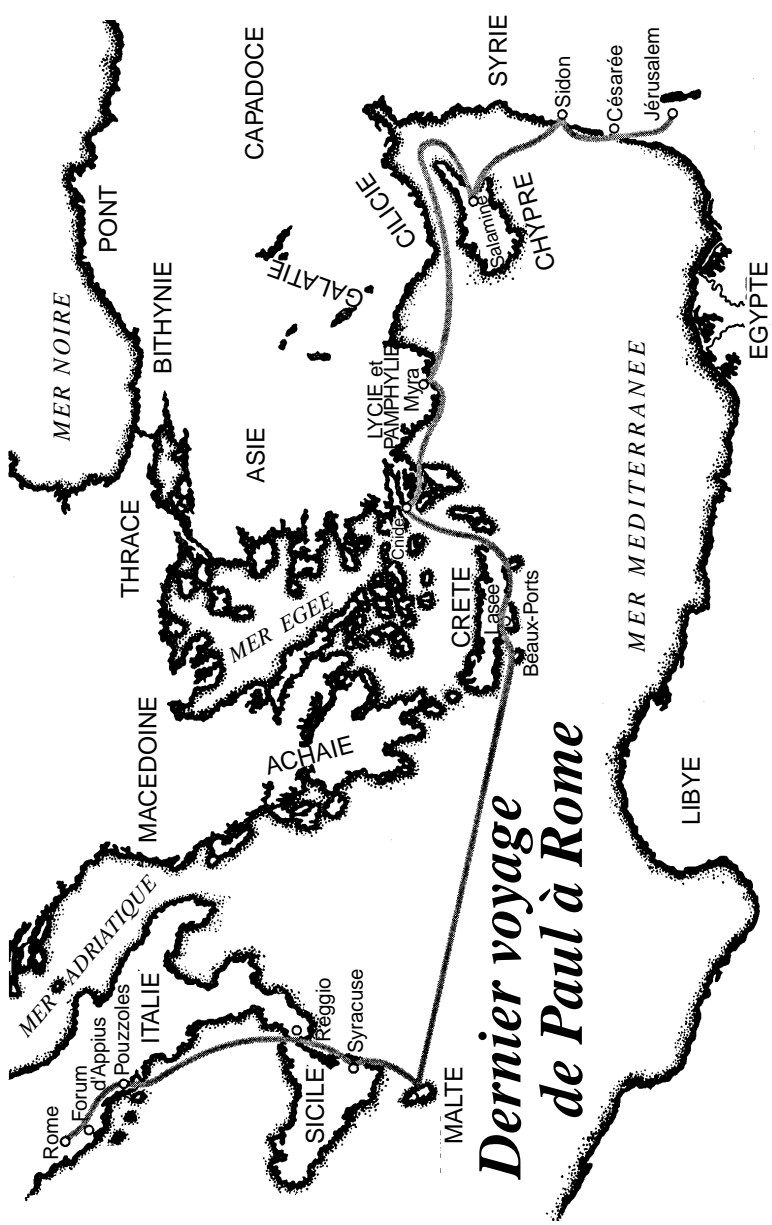 Dernier voyage
de Paul à Rome
MER NOIRE
PONT
BITHYNIE
CAPADOCE
GALATIE
ASIE
THRACE
MACEDOINE
MER ADRIATIQUE
ITALIE
Rome
Forum
d'Appius
Pouzzoles
Reggio
SICILE
Syracuse
MALTE
ACHAIE
MER EGEE
CRETE
Lasée
Beaux-Ports
Cnide
LYCIE et
PAMPHYLIE
Myra
CILICIE
CHYPRE
Salamine
SYRIE
Sidon
Césarée
Jérusalem
MER MEDITERRANEE
EGYPTE
LIBYE